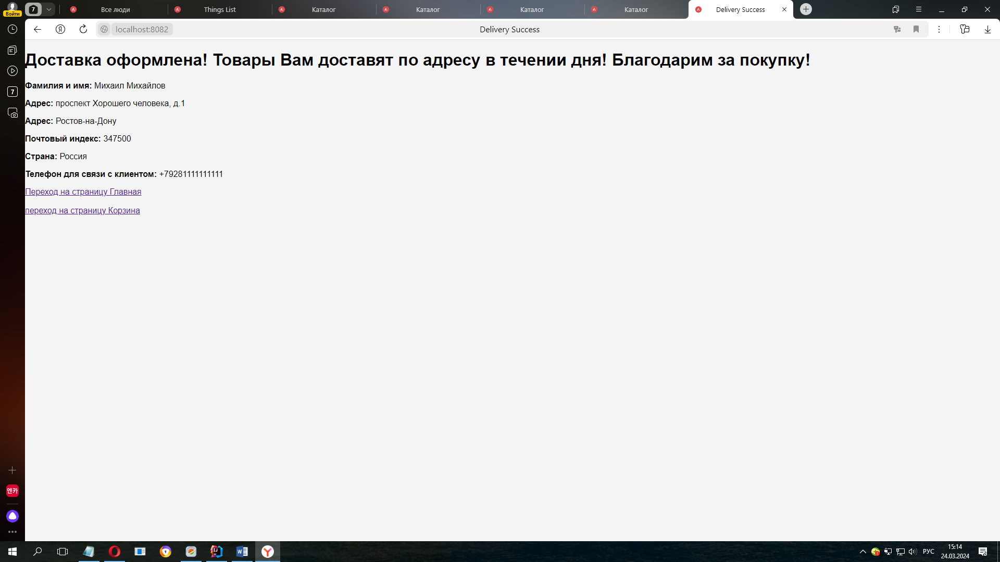 7
Все люди
Things List
Каталог
Каталог
Каталог
Каталог
Delivery Success
Войти
localhost:8082
Delivery Success
7
Доставка оформлена! Товары Вам доставят по адресу в течении дня! Благодарим за покупку!
Фамилия и имя: Михаил Михайлов
Адрес: проспект Хорошего человека, д.1
Адрес: Ростов-на-Дону
Почтовый индекс: 347500
Страна: Россия
Телефон для связи с клиентом: +79281111111111
Переход на страницу Главная
переход на страницу Корзина
엔카
РУС
15:14
24.03.2024